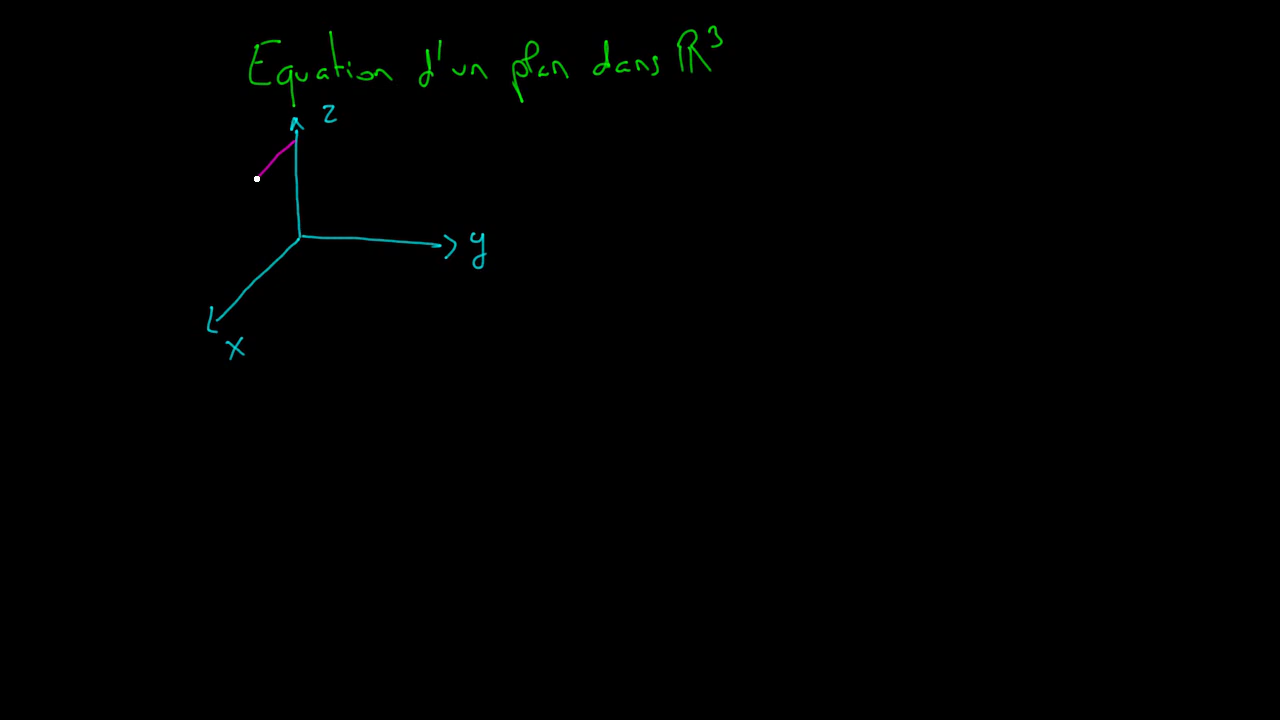 Equation d'un plan dans ℝ³
z
y
x